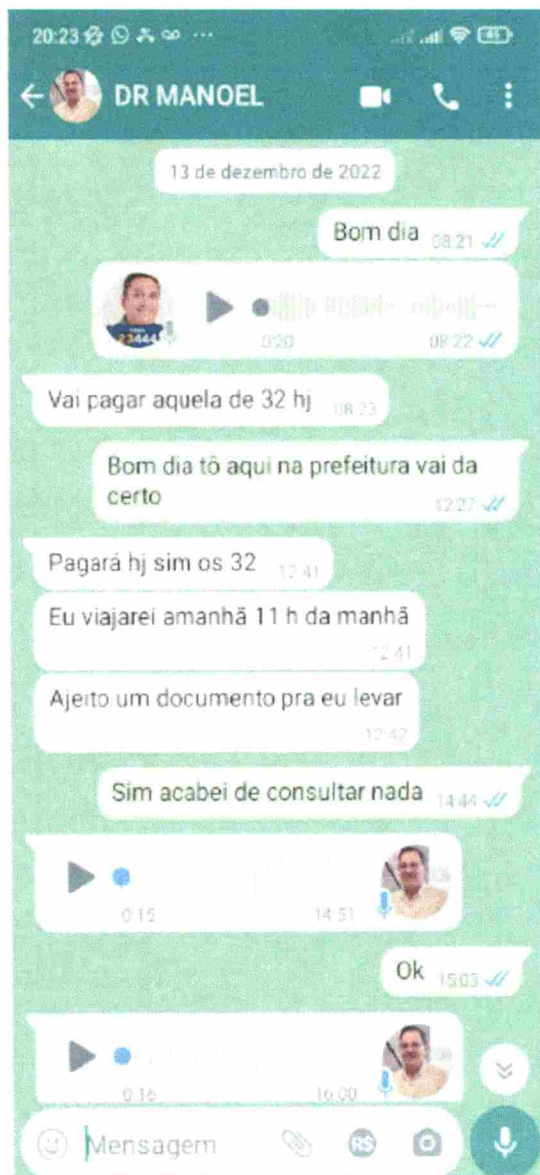 20:23
DR MANOEL
13 de dezembro de 2022
Bom dia 08:21
23444
0:20 08:22
Vai pagar aquela de 32 hj 08:23
Bom dia tô aqui na prefeitura vai da
certo
12:27
Pagará hj sim os 32 12:41
Eu viajarei amanhã 11 h da manhã
12:41
Ajeito um documento pra eu levar
12:42
Sim acabei de consultar nada 14:44
0:15 14:51
Ok 15:03
0:16 16:00
Mensagem
R$